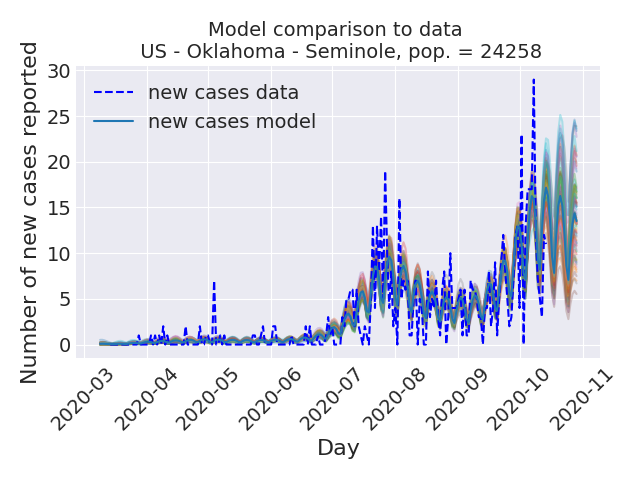 Model comparison to data
US - Oklahoma - Seminole, pop. = 24258
Number of new cases reported
30
25
20
15
10
5
0
new cases data
new cases model
2020-03
2020-04
2020-05
2020-06
2020-07
2020-08
2020-09
2020-10
2020-11
Day